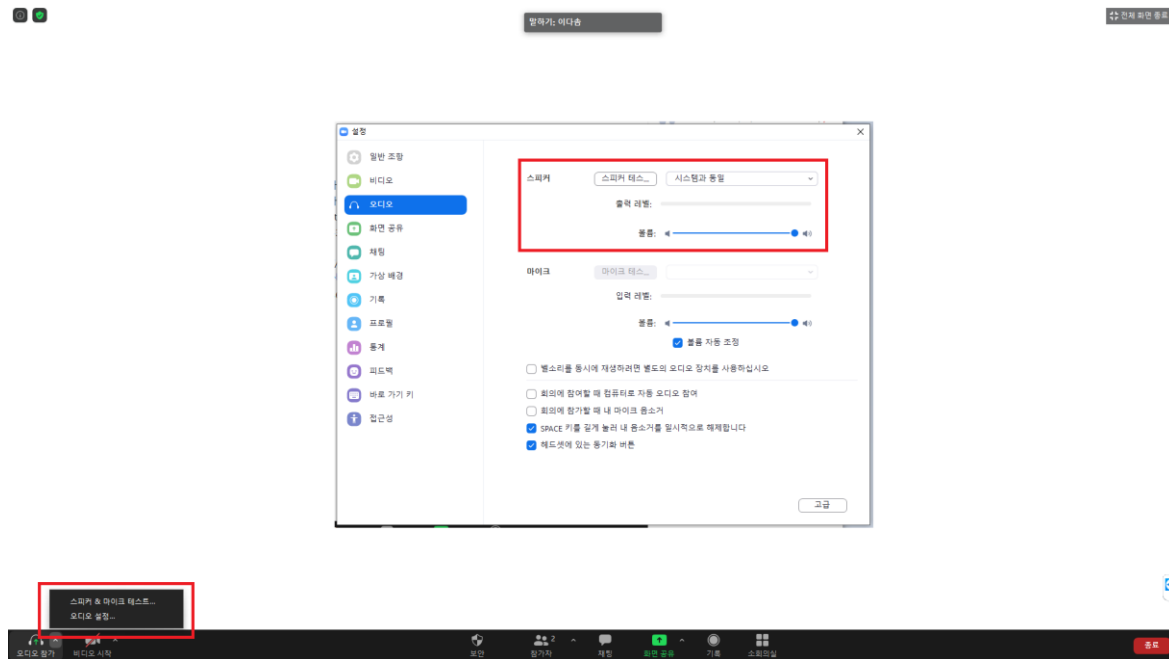 말하기: 이다솜
전체 화면 종료
설정
일반 조항
비디오
오디오
화면 공유
채팅
가상 배경
기록
프로필
통계
피드백
바로 가기 키
접근성
스피커 스피커 테스... 시스템과 동일
출력 레벨:
볼륨:
마이크 마이크 테스...
입력 레벨:
볼륨:
볼륨 자동 조정
벨소리를 동시에 재생하려면 별도의 오디오 장치를 사용하십시오
회의에 참여할 때 컴퓨터로 자동 오디오 참여
회의에 참가할 때 내 마이크 음소거
SPACE 키를 길게 눌러 내 음소거를 일시적으로 해제합니다
헤드셋에 있는 동기화 버튼
고급
스피커 & 마이크 테스트...
오디오 설정...
오디오 참가 비디오 시작 보안 참가자 2 채팅 화면 공유 기록 소회의실 종료